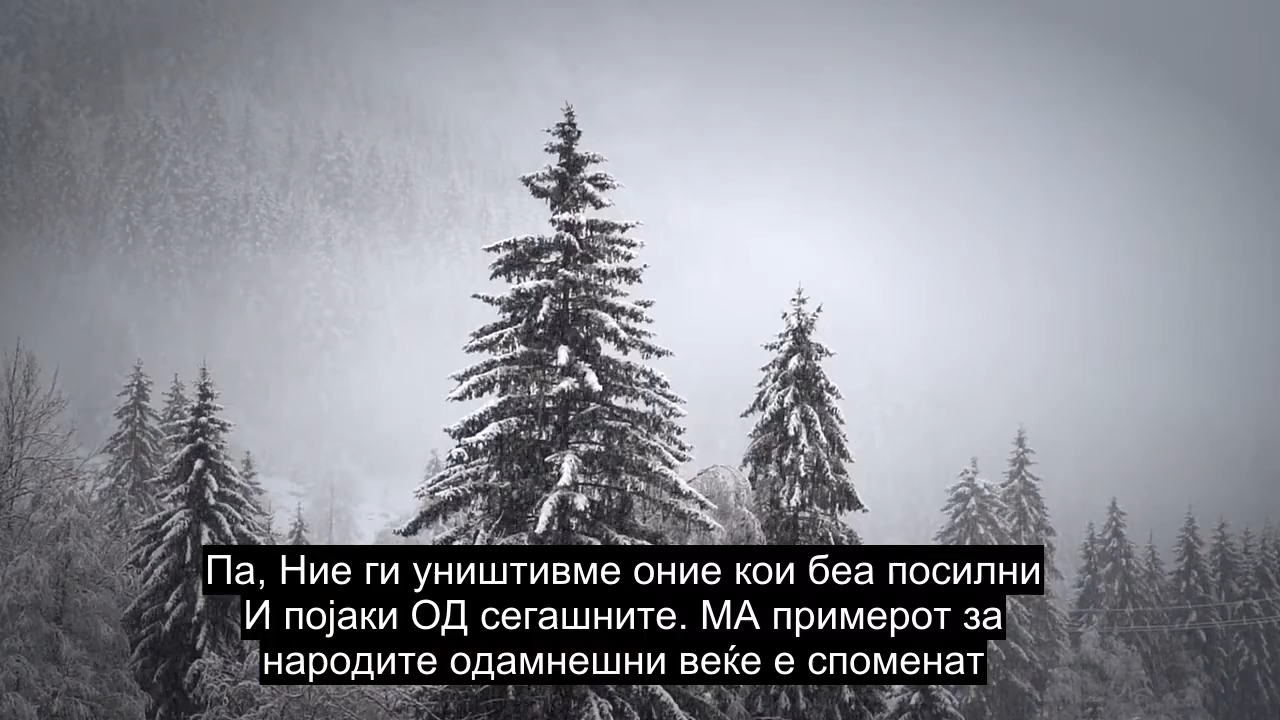 Па, Ние ги уништивме оние кои беа посилни
И појаки ОД сегашните. МА примерот за
народите одамнешни веќе е споменат